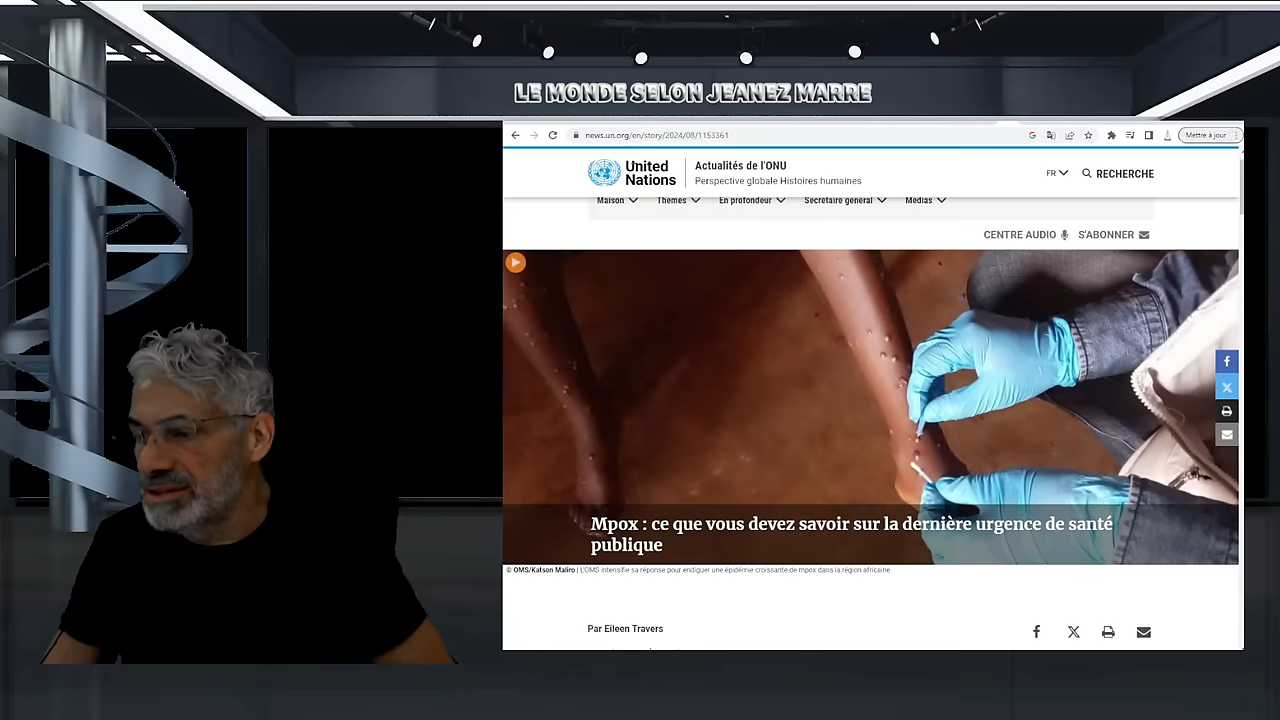 LE MONDE SELON JEANEZ MARRE
news.un.org/en/story/2024/08/1153361
Mettre à jour
United
Nations
Actualités de l'ONU
Perspective globale Histoires humaines
FR
RECHERCHE
Maison
Thèmes
En profondeur
Secrétaire général
Médias
CENTRE AUDIO
S'ABONNER
Mpox : ce que vous devez savoir sur la dernière urgence de santé
publique
© OMS/Katson Maliro | L'OMS intensifie sa réponse pour endiguer une épidémie croissante de mpox dans la région africaine
Par Eileen Travers